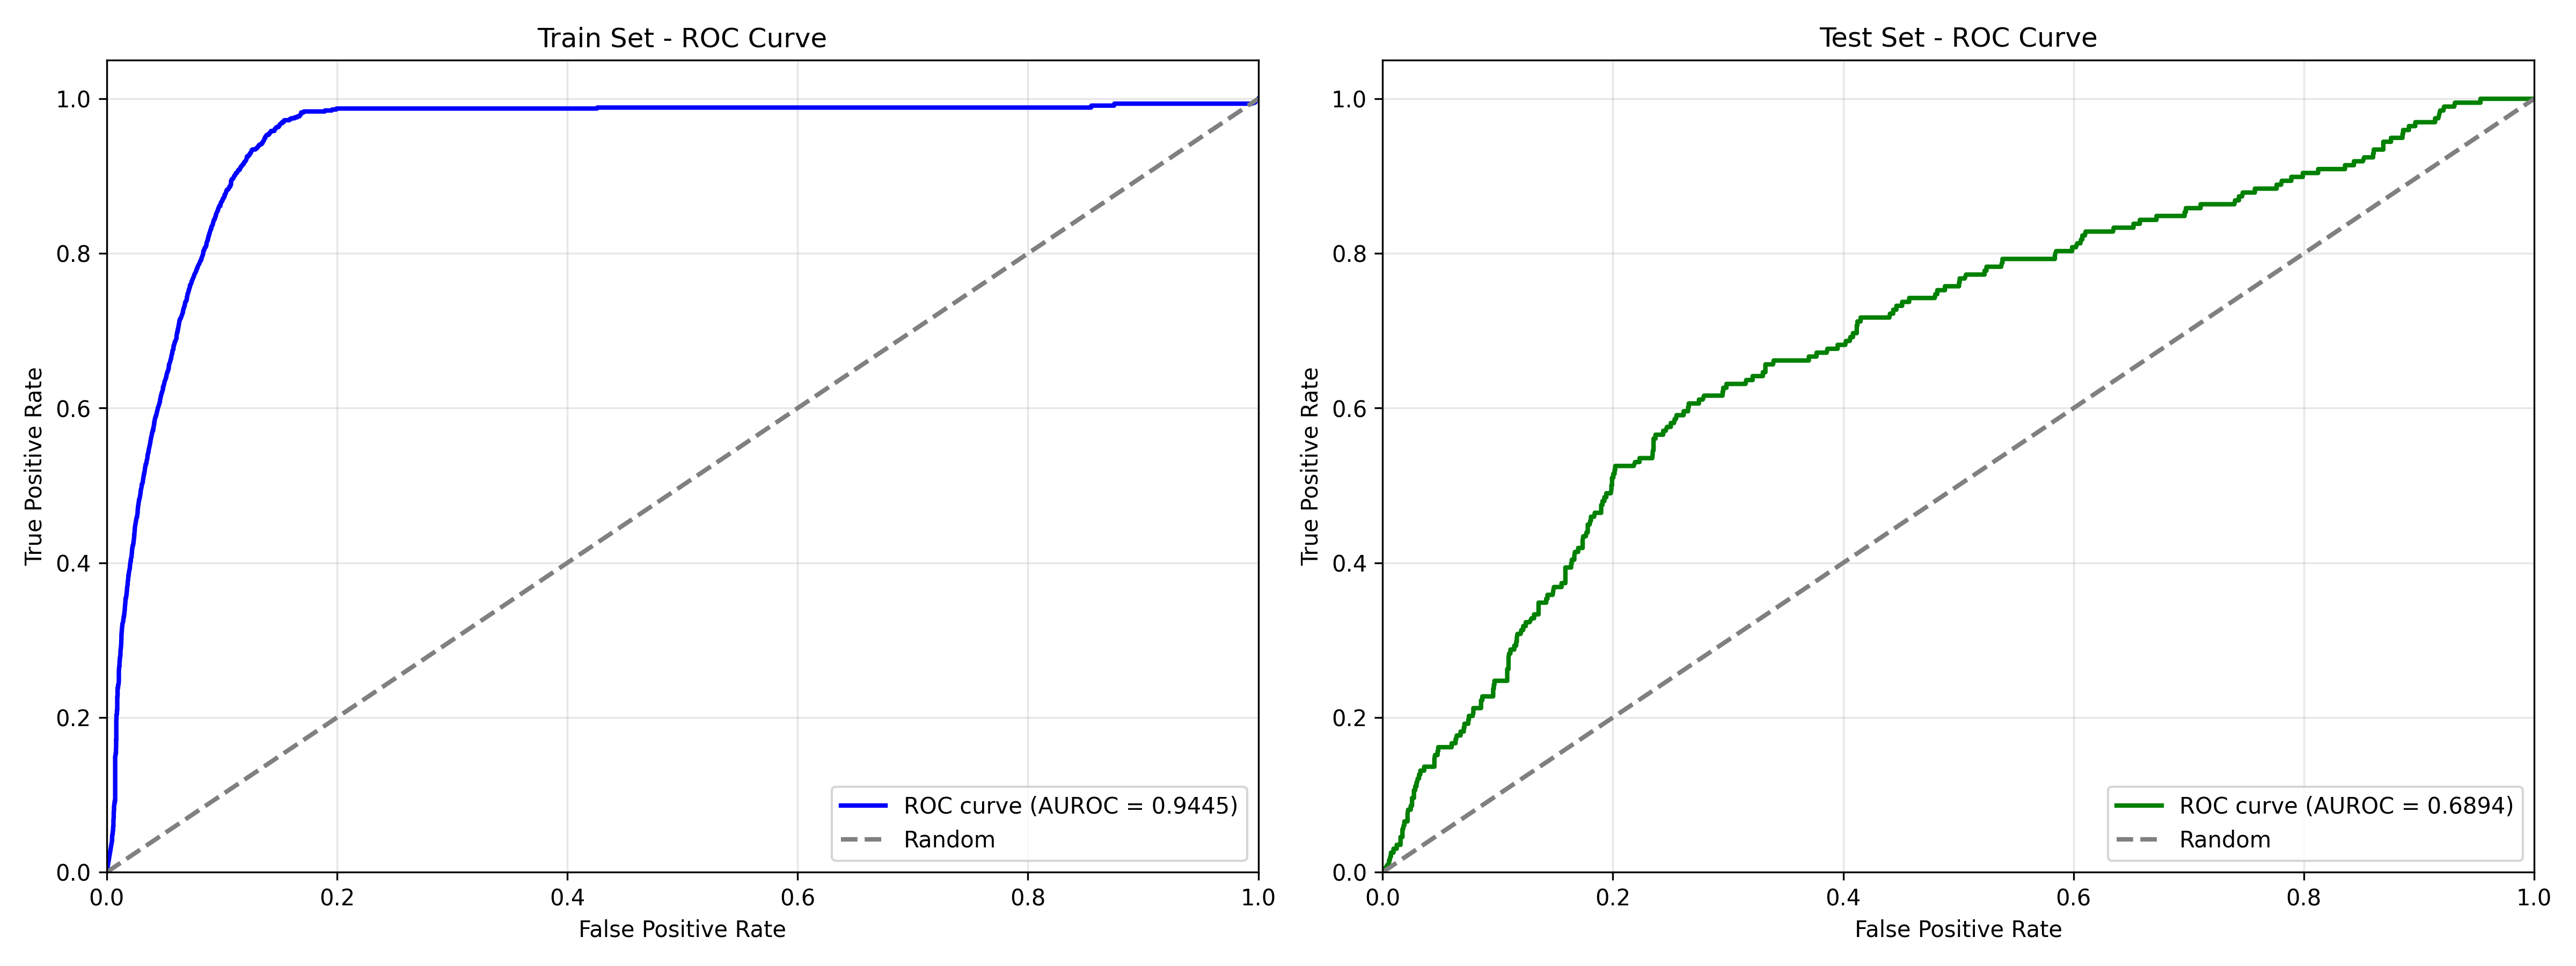 Train Set - ROC Curve
True Positive Rate
1.0
0.8
0.6
0.4
0.2
0.0
0.0 0.2 0.4 0.6 0.8 1.0
False Positive Rate
ROC curve (AUROC = 0.9445)
Random
Test Set - ROC Curve
True Positive Rate
1.0
0.8
0.6
0.4
0.2
0.0
0.0 0.2 0.4 0.6 0.8 1.0
False Positive Rate
ROC curve (AUROC = 0.6894)
Random